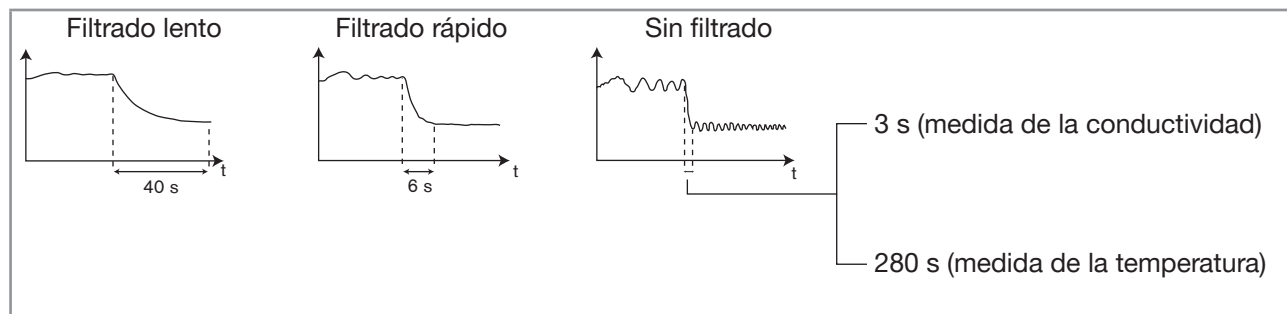 Filtrado lento
Filtrado rápido
Sin filtrado
t
40 s
t
6 s
t
3 s (medida de la conductividad)
280 s (medida de la temperatura)